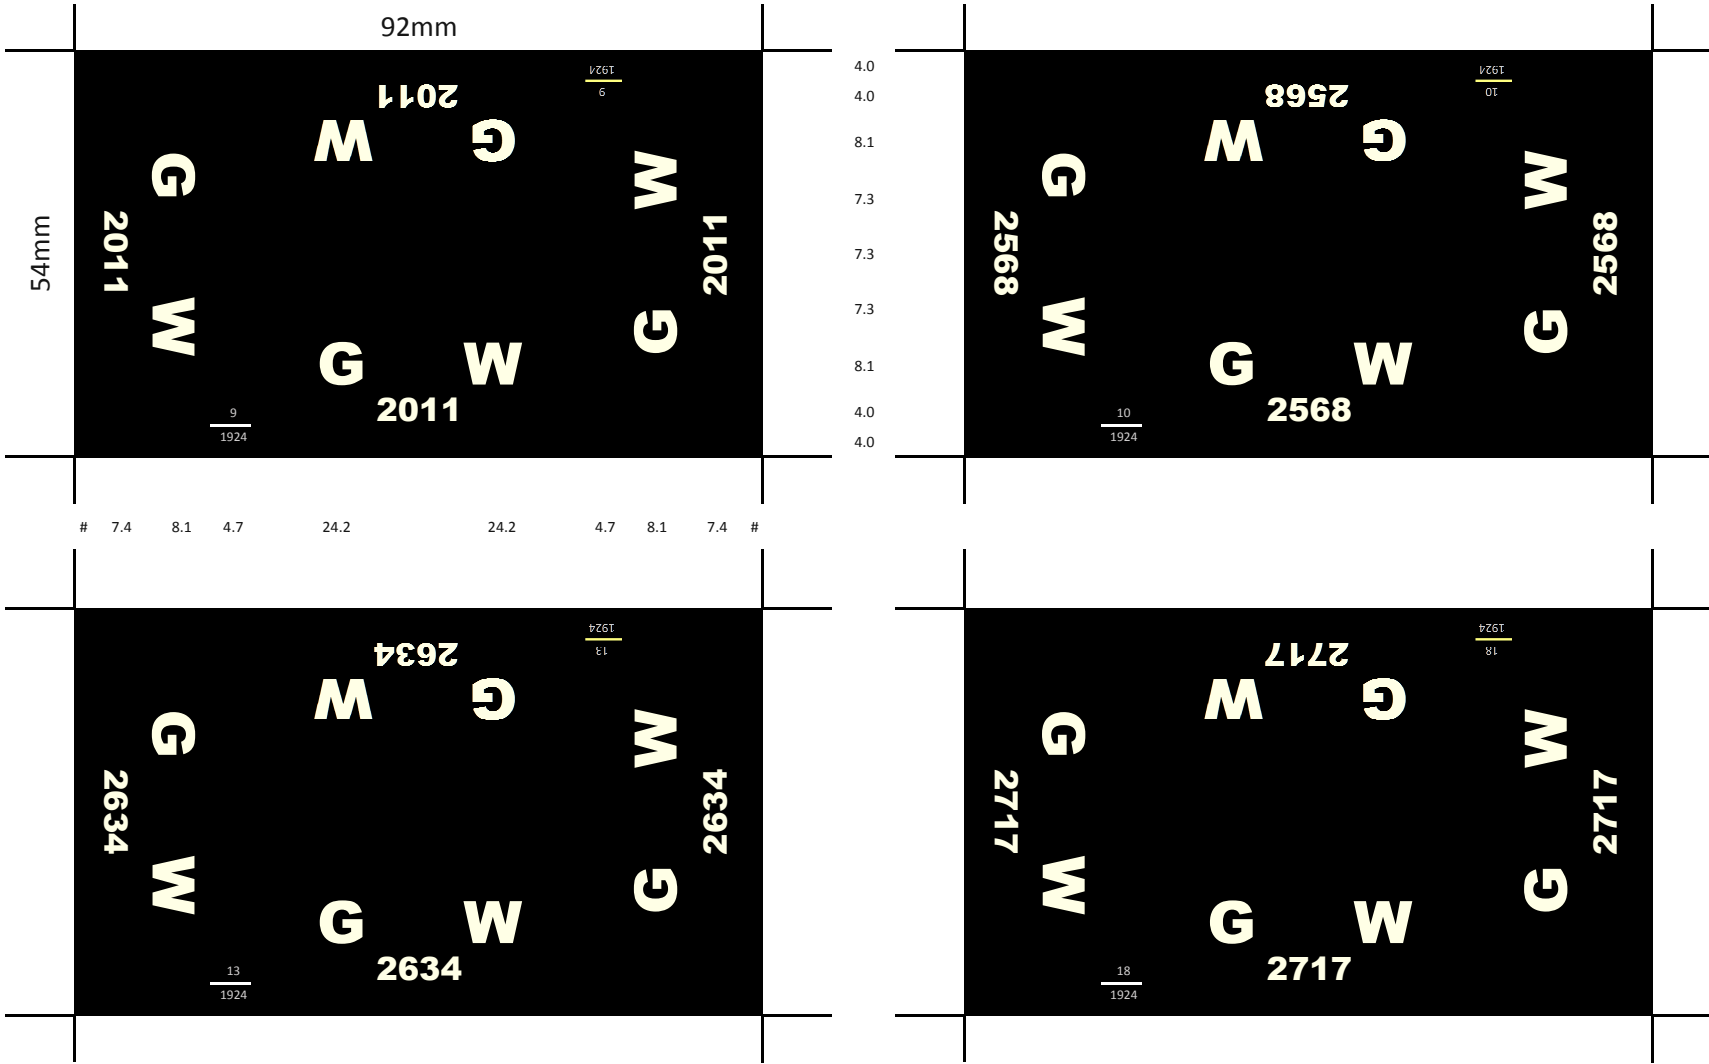 92mm
54mm
1924
9
2011
W G
G W
2011 2011
W G
G W
2011
9
1924
4.0
4.0
8.1
7.3
7.3
7.3
8.1
4.0
4.0
1924
10
2568
W G
G W
2568 2568
W G
G W
2568
10
1924
# 7.4 8.1 4.7 24.2 24.2 4.7 8.1 7.4 #
1924
13
2634
W G
G W
2634 2634
W G
G W
2634
13
1924
1924
18
2717
W G
G W
2717 2717
W G
G W
2717
18
1924